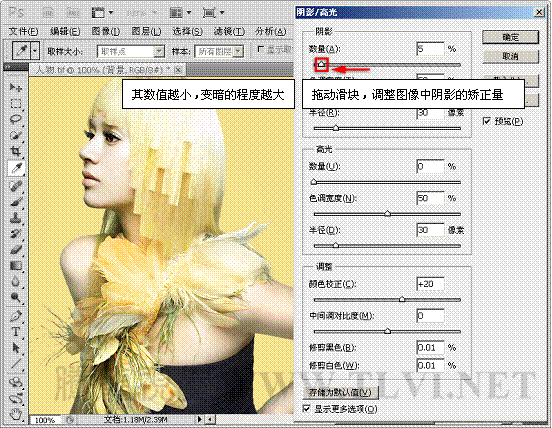 Ps
100%
阴影/高光
文件(F) 编辑(E) 图像(I) 图层(L) 选择(S) 滤镜(T) 分析(A)
取样大小: 取样点 样本: 所有图层 显示取
人物.tif @ 100% (背景, RGB/8#) *
其数值越小,变暗的程度越大
拖动滑块，调整图像中阴影的矫正量
阴影
数量(A): 5 %
半径(R): 30 像素
高光
数量(U): 0 %
色调宽度(N): 50 %
半径(D): 30 像素
调整
颜色校正(C): +20
中间调对比度(M): 0
修剪黑色(B): 0.01 %
修剪白色(W): 0.01 %
存储为默认值(V)
显示更多选项(O)
确定
取消
预览(P)
WWW.TLVI.NET
100% 文档:1.18M/2.39M